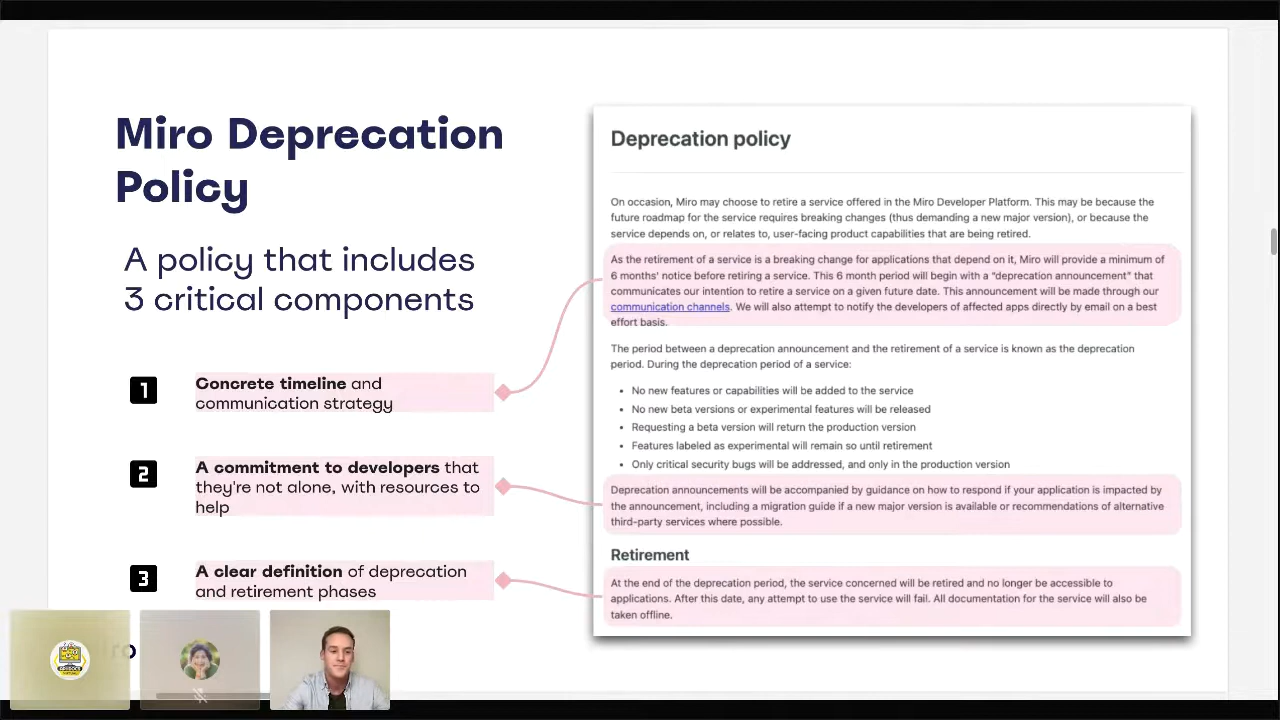 Miro Deprecation
Policy
A policy that includes
3 critical components
1
Concrete timeline and
communication strategy
2
A commitment to developers that
they're not alone, with resources to
help
3
A clear definition of deprecation
and retirement phases
Deprecation policy
On occasion, Miro may choose to retire a service offered in the Miro Developer Platform. This may be because the
future roadmap for the service requires breaking changes (thus demanding a new major version), or because the
service depends on, or relates to, user-facing product capabilities that are being retired.
As the retirement of a service is a breaking change for applications that depend on it, Miro will provide a minimum of
6 months' notice before retiring a service. This 6 month period will begin with a "deprecation announcement" that
communicates our intention to retire a service on a given future date. This announcement will be made through our
communication channels. We will also attempt to notify the developers of affected apps directly by email on a best
effort basis.
The period between a deprecation announcement and the retirement of a service is known as the deprecation
period. During the deprecation period of a service:
• No new features or capabilities will be added to the service
• No new beta versions or experimental features will be released
• Requesting a beta version will return the production version
• Features labeled as experimental will remain so until retirement
• Only critical security bugs will be addressed, and only in the production version
Deprecation announcements will be accompanied by guidance on how to respond if your application is impacted by
the announcement, including a migration guide if a new major version is available or recommendations of alternative
third-party services where possible.
Retirement
At the end of the deprecation period, the service concerned will be retired and no longer be accessible to
applications. After this date, any attempt to use the service will fail. All documentation for the service will also be
taken offline.